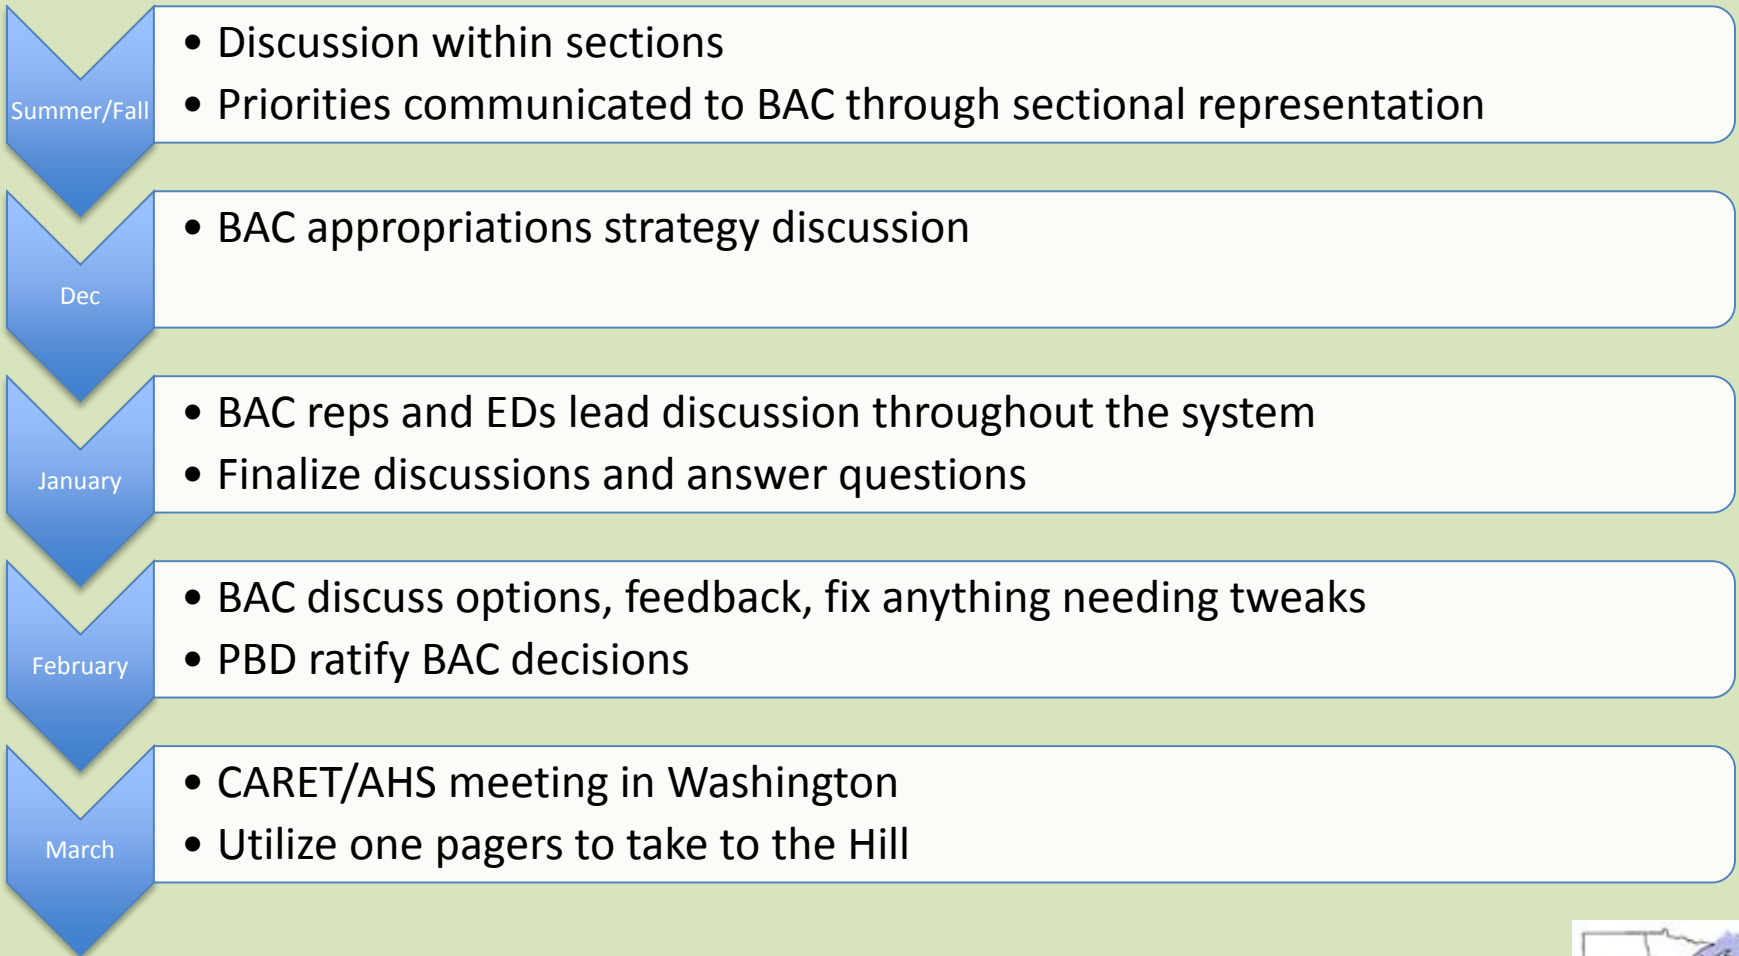 Summer/Fall
• Discussion within sections
• Priorities communicated to BAC through sectional representation
Dec
• BAC appropriations strategy discussion
January
• BAC reps and EDs lead discussion throughout the system
• Finalize discussions and answer questions
February
• BAC discuss options, feedback, fix anything needing tweaks
• PBD ratify BAC decisions
March
• CARET/AHS meeting in Washington
• Utilize one pagers to take to the Hill